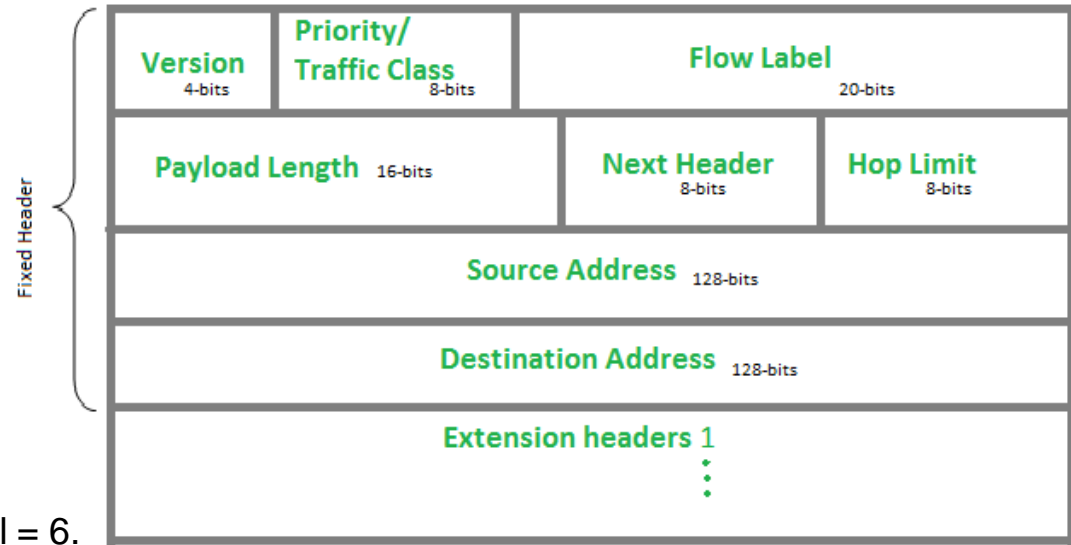 Version
4-bits
Priority/
Traffic Class
8-bits
Flow Label
20-bits
Payload Length 16-bits
Next Header
8-bits
Hop Limit
8-bits
Fixed Header
Source Address 128-bits
Destination Address 128-bits
Extension headers 1
l = 6.